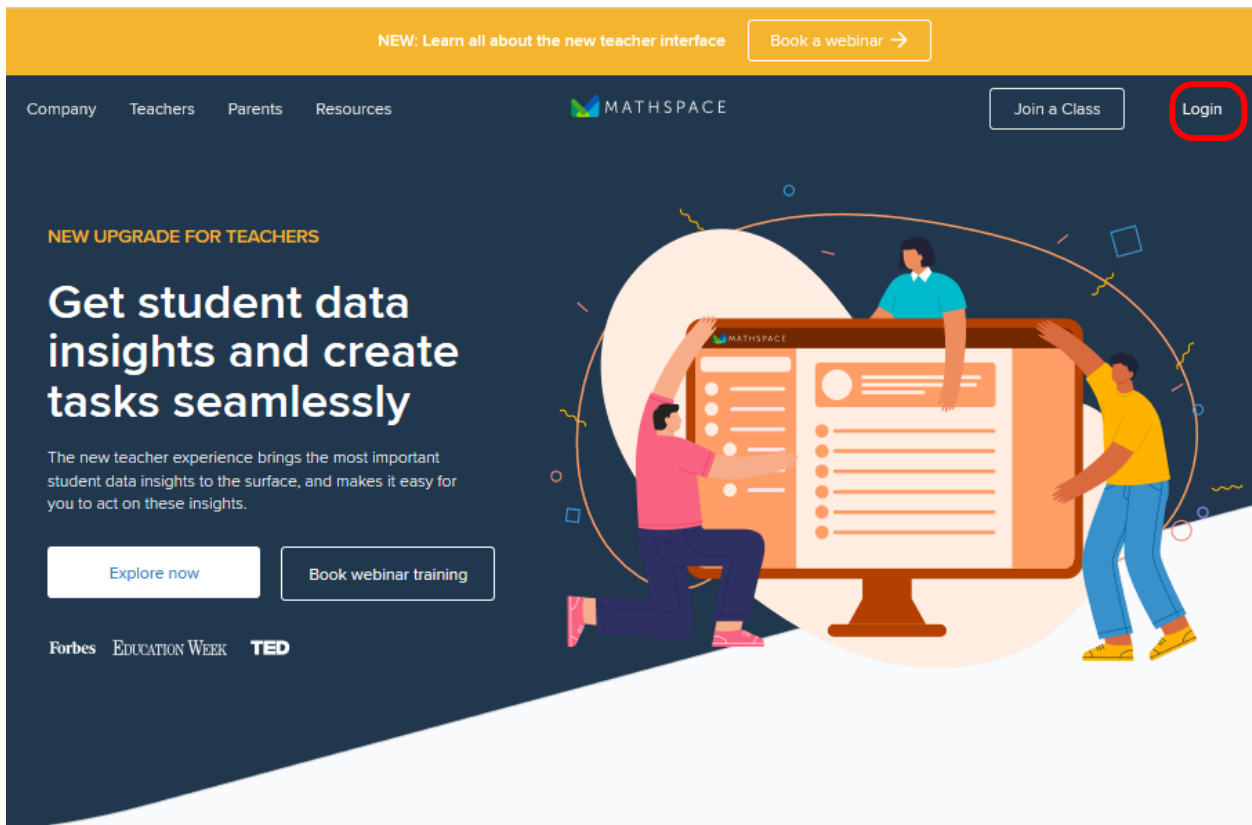 NEW: Learn all about the new teacher interface
Book a webinar →
Company Teachers Parents Resources
MATHSPACE
Join a Class
Login
NEW UPGRADE FOR TEACHERS
Get student data
insights and create
tasks seamlessly
The new teacher experience brings the most important
student data insights to the surface, and makes it easy for
you to act on these insights.
Explore now
Book webinar training
Forbes EDUCATION WEEK TED
MATHSPACE